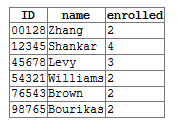 ID name enrolled
00128 Zhang 2
12345 Shankar 4
45678 Levy 3
54321 Williams 2
76543 Brown 2
98765 Bourikas 2